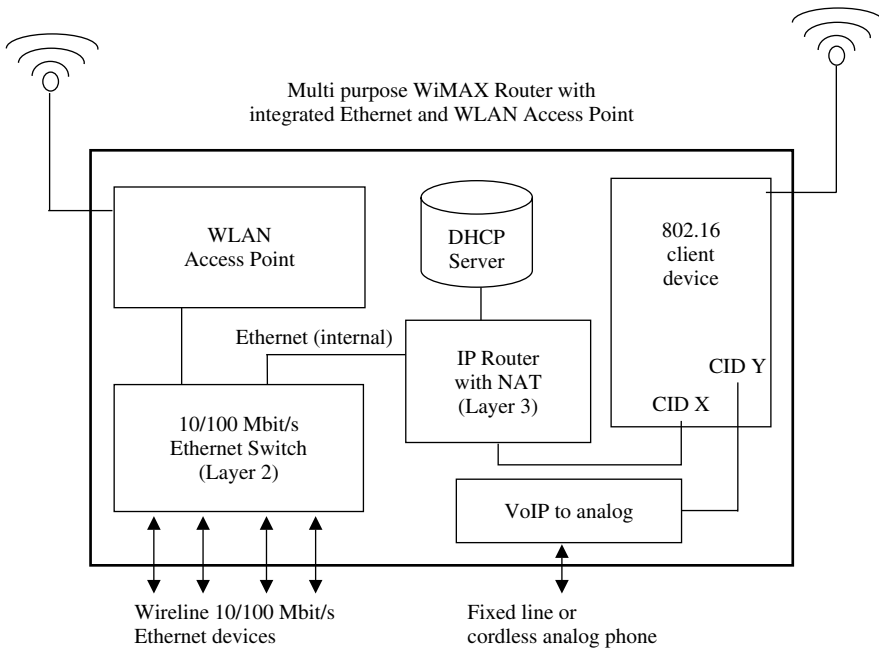 Multi purpose WiMAX Router with
integrated Ethernet and WLAN Access Point
WLAN
Access Point
DHCP
Server
802.16
client
device
Ethernet (internal)
IP Router
with NAT
(Layer 3)
CID Y
CID X
10/100 Mbit/s
Ethernet Switch
(Layer 2)
VoIP to analog
Wireline 10/100 Mbit/s
Ethernet devices
Fixed line or
cordless analog phone